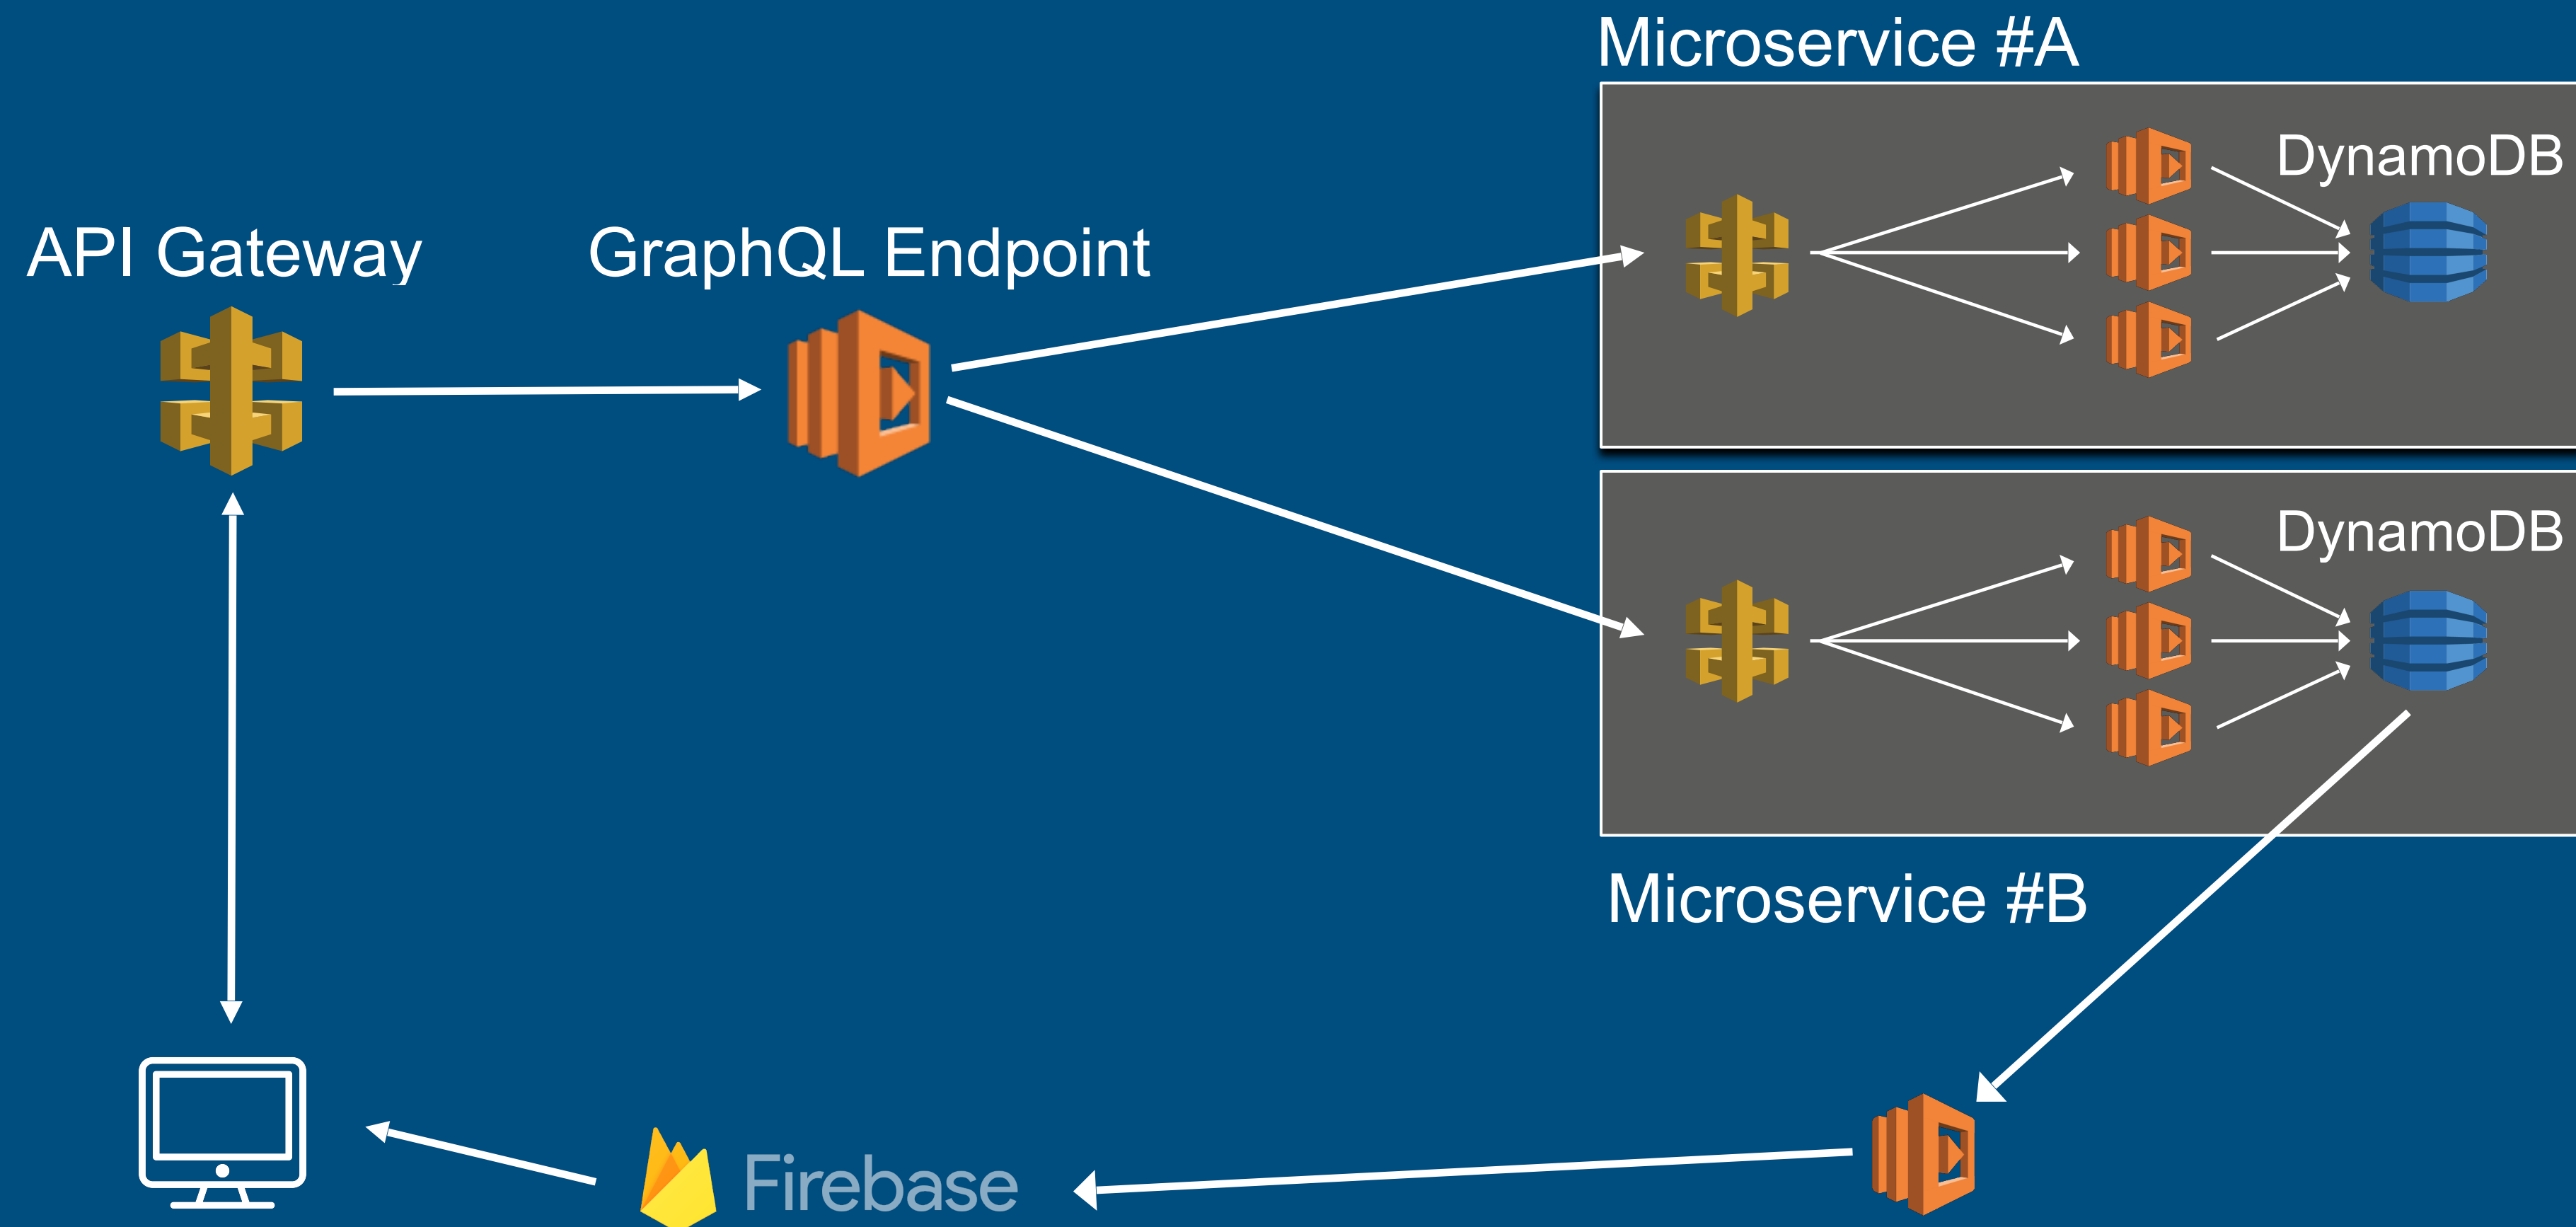 Microservice #A
DynamoDB
API Gateway
GraphQL Endpoint
DynamoDB
Microservice #B
Firebase